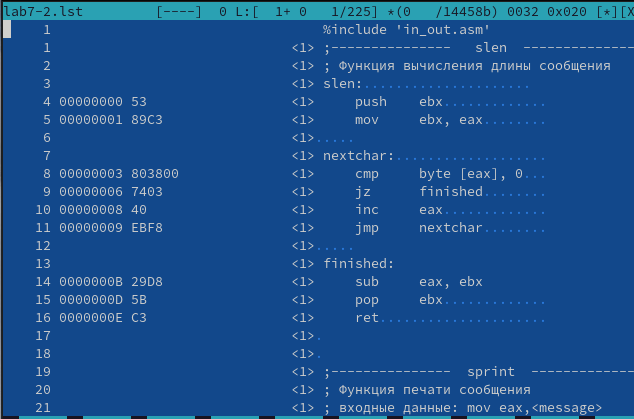 lab7-2.lst [----] 0 L:[ 1+ 0 1/225] *(0 /14458b) 0032 0x020 [*][X
1 %include 'in_out.asm'
1 <1> ;--------------- slen -------------
2 <1> ; Функция вычисления длины сообщения
3 <1> slen:.....................
4 00000000 53 <1> push ebx.............
5 00000001 89C3 <1> mov ebx, eax........
6 <1>.....
7 <1> nextchar:...................
8 00000003 803800 <1> cmp byte [eax], 0...
9 00000006 7403 <1> jz finished........
10 00000008 40 <1> inc eax.............
11 00000009 EBF8 <1> jmp nextchar........
12 <1>.....
13 <1> finished:
14 0000000B 29D8 <1> sub eax, ebx
15 0000000D 5B <1> pop ebx.............
16 0000000E C3 <1> ret.....................
17 <1>.
18 <1>.
19 <1> ;--------------- sprint -------------
20 <1> ; Функция печати сообщения
21 <1> ; входные данные: mov eax,<message>